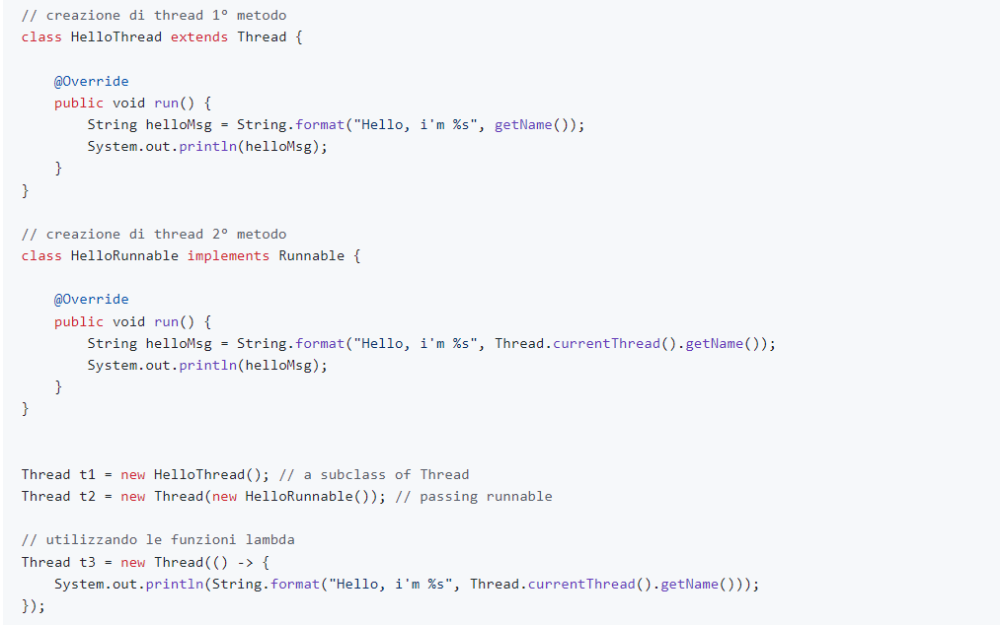 // creazione di thread 1° metodo
class HelloThread extends Thread {
    @Override
    public void run() {
        String helloMsg = String.format("Hello, i'm %s", getName());
        System.out.println(helloMsg);
    }
}
// creazione di thread 2° metodo
class HelloRunnable implements Runnable {
    @Override
    public void run() {
        String helloMsg = String.format("Hello, i'm %s", Thread.currentThread().getName());
        System.out.println(helloMsg);
    }
}
Thread t1 = new HelloThread(); // a subclass of Thread
Thread t2 = new Thread(new HelloRunnable()); // passing runnable
// utilizzando le funzioni lambda
Thread t3 = new Thread(() -> {
    System.out.println(String.format("Hello, i'm %s", Thread.currentThread().getName()));
});